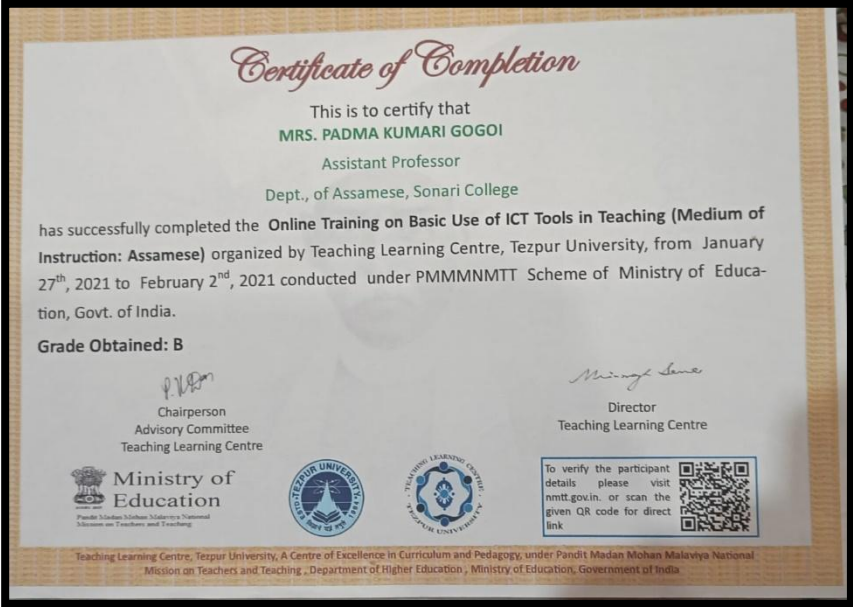 Certificate of Completion
This is to certify that
MRS. PADMA KUMARI GOGOI
Assistant Professor
Dept., of Assamese, Sonari College
has successfully completed the Online Training on Basic Use of ICT Tools in Teaching (Medium of
Instruction: Assamese) organized by Teaching Learning Centre, Tezpur University, from January
27th, 2021 to February 2nd, 2021 conducted under PMMMNMTT Scheme of Ministry of Educa-
tion, Govt. of India.
Grade Obtained: B
Chairperson
Advisory Committee
Teaching Learning Centre
Director
Teaching Learning Centre
Ministry of
Education
Pandit Madan Mohan Malaviya National
Mission on Teachers and Teaching
TEZPUR UNIVERSITY
TEACHING LEARNING CENTRE
TEZPUR UNIVERSITY
To verify the participant
details please visit
nmtt.gov.in. or scan the
given QR code for direct
link
Teaching Learning Centre, Tezpur University, A Centre of Excellence in Curriculum and Pedagogy, under Pandit Madan Mohan Malaviya National
Mission on Teachers and Teaching , Department of Higher Education , Ministry of Education, Government of India